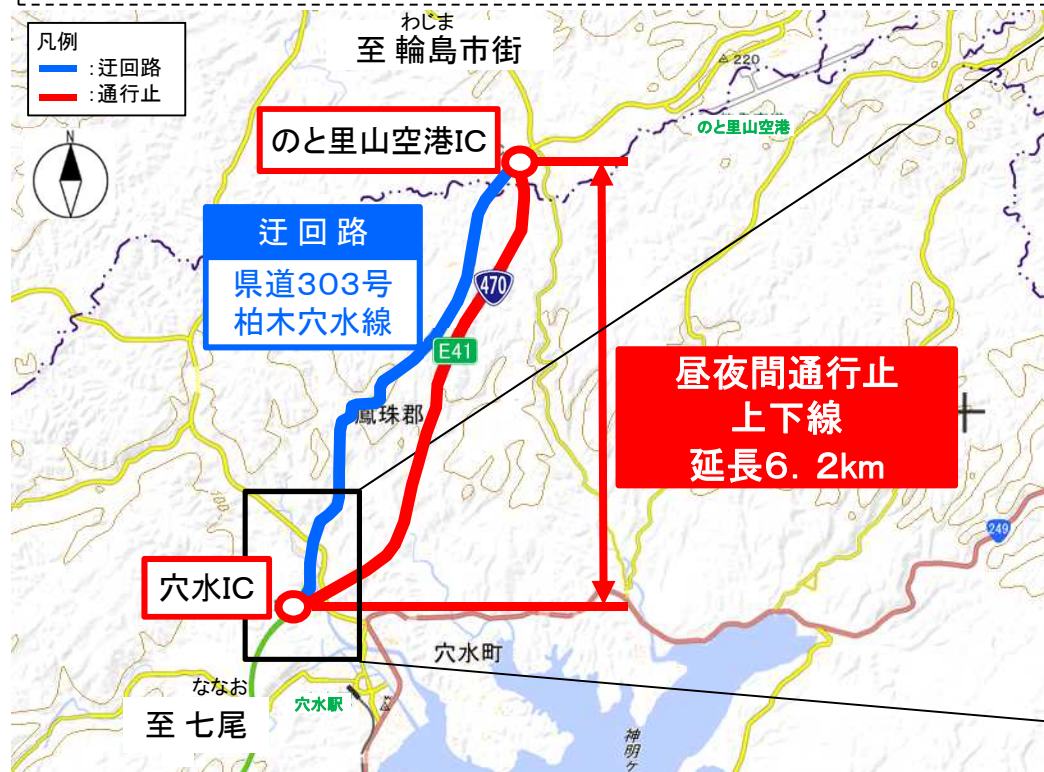 凡例
:迂回路
:通行止
N
わじま
至 輪島市街
220
のと里山空港
のと里山空港IC
迂 回 路
県道303号
柏木穴水線
470
E41
鳳珠郡
昼夜間通行止
上下線
延長6. 2km
249
穴水IC
穴水町
ななお
至 七尾
穴水駅
神明ケ